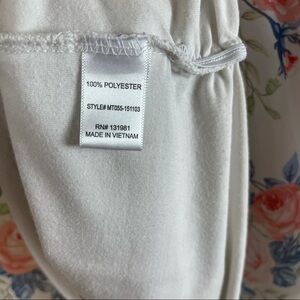 100% POLYESTER
STYLE# MT055-151103
RN# 131981
MADE IN VIETNAM